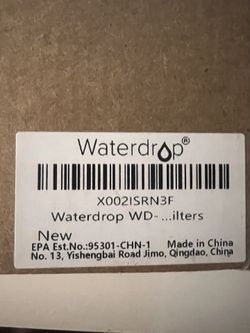 Waterdrop®
X002ISRN3F
Waterdrop WD- ...ilters
New
EPA Est.No.:95301-CHN-1 Made in China
No. 13, Yishengbai Road Jimo, Qingdao, China